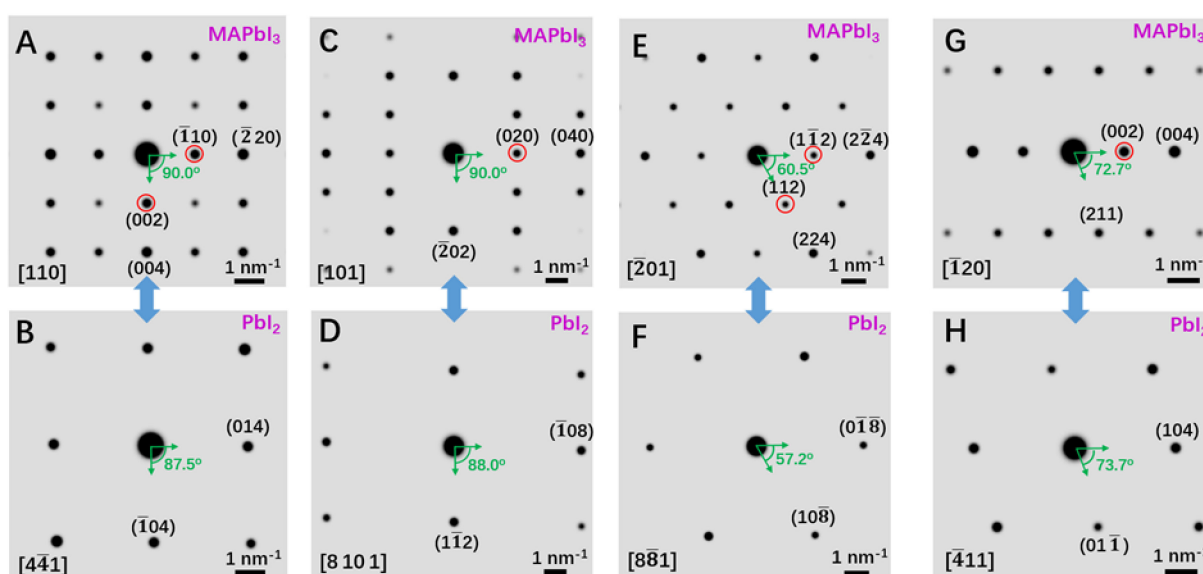 A
MAPbI₃
(1̅10)
(2̅20)
90.0°
(002)
(004)
[110]
1 nm⁻¹
C
MAPbI₃
(020)
(040)
90.0°
(2̅02)
[101]
1 nm⁻¹
E
MAPbI₃
(11̅2)
(22̅4)
60.5°
(112)
(224)
[2̅01]
1 nm⁻¹
G
MAPbI₃
(002)
(004)
72.7°
(211)
[1̅20]
1 nm⁻¹
B
PbI₂
(014)
87.5°
(1̅04)
[44̅1]
1 nm⁻¹
D
PbI₂
(1̅08)
88.0°
(11̅2)
[8 10 1]
1 nm⁻¹
F
PbI₂
(01̅8̅)
57.2°
(108̅)
[88̅1]
1 nm⁻¹
H
PbI₂
(104)
73.7°
(011̅)
[4̅11]
1 nm⁻¹